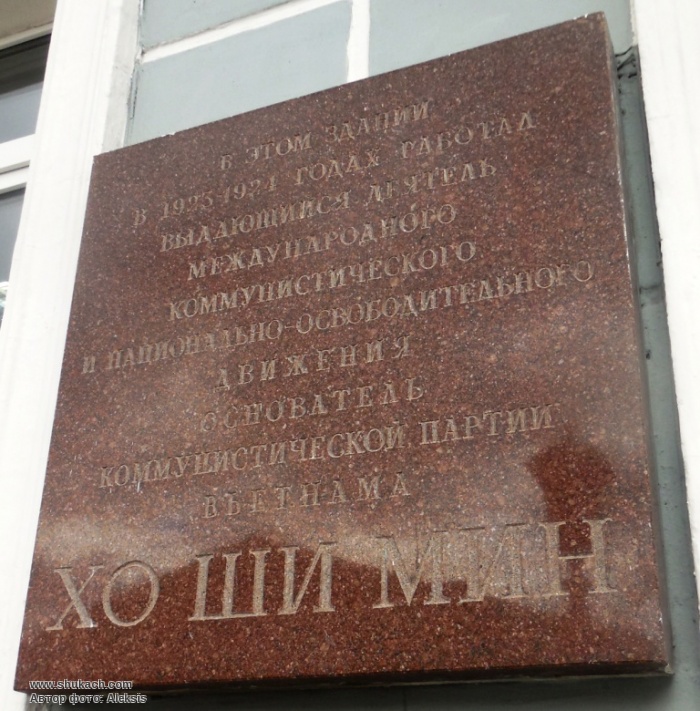 В ЭТОМ ЗДАНИИ
В 1923-1924 ГОДАХ РАБОТАЛ
ВЫДАЮЩИЙСЯ ДЕЯТЕЛЬ
МЕЖДУНАРОДНОГО
КОММУНИСТИЧЕСКОГО
И НАЦИОНАЛЬНО-ОСВОБОДИТЕЛЬНОГО
ДВИЖЕНИЯ
ОСНОВАТЕЛЬ
КОММУНИСТИЧЕСКОЙ ПАРТИИ
ВЬЕТНАМА
ХО ШИ МИН
www.shukach.com
Автор фото: Aleksis